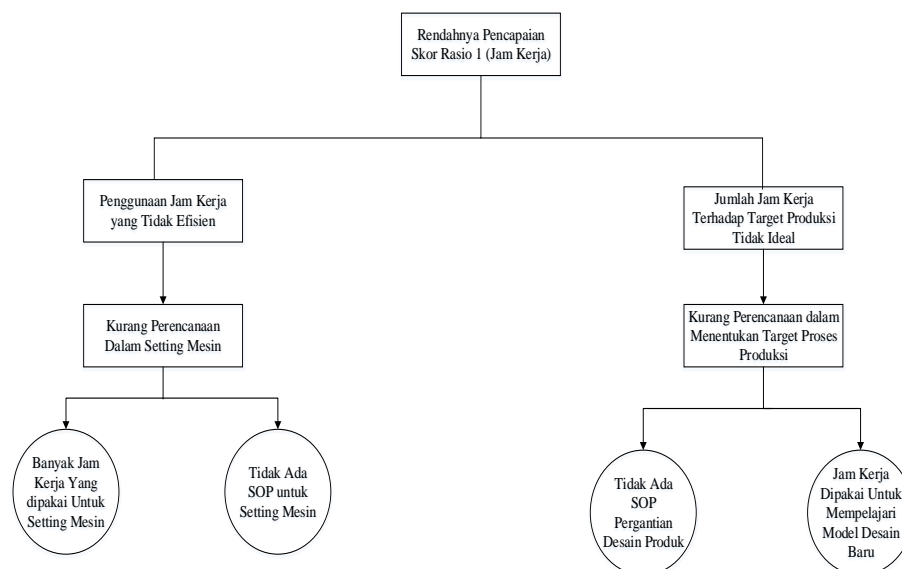 Rendahnya Pencapaian
Skor Rasio 1 (Jam Kerja)
Penggunaan Jam Kerja
yang Tidak Efisien
Jumlah Jam Kerja
Terhadap Target Produksi
Tidak Ideal
Kurang Perencanaan
Dalam Setting Mesin
Kurang Perencanaan dalam
Menentukan Target Proses
Produksi
Banyak Jam
Kerja Yang
dipakai Untuk
Setting Mesin
Tidak Ada
SOP untuk
Setting Mesin
Tidak Ada
SOP
Pergantian
Desain Produk
Jam Kerja
Dipakai Untuk
Mempelajari
Model Desain
Baru